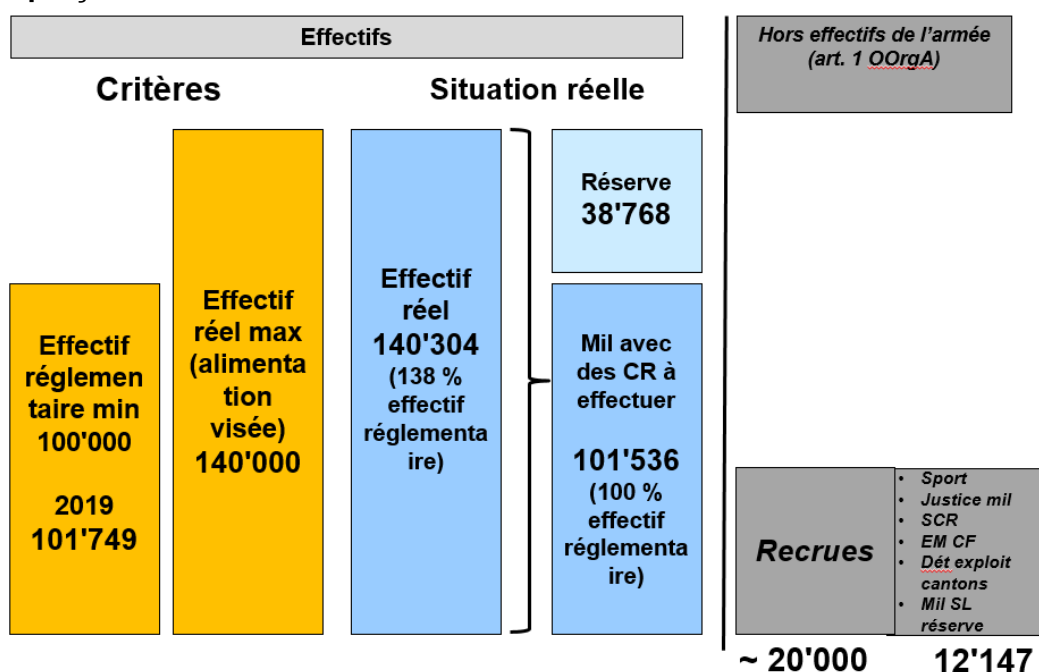 Effectifs
Critères
Situation réelle
Effectif
réglemen
taire min
100'000
2019
101'749
Effectif
réel max
(alimenta
tion
visée)
140'000
Effectif
réel
140'304
(138 %
effectif
réglementa
ire)
Réserve
38'768
Mil avec
des CR à
effectuer
101'536
(100 %
effectif
réglementa
ire)
Hors effectifs de l'armée
(art. 1 OOrgA)
Recrues
~ 20'000
• Sport
• Justice mil
• SCR
• EM CF
• Dét exploit
cantons
• Mil SL
réserve
12'147